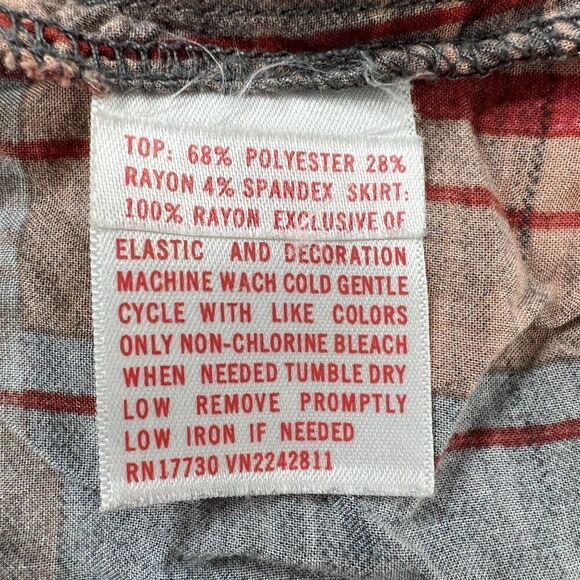 TOP: 68% POLYESTER 28%
RAYON 4% SPANDEX SKIRT:
100% RAYON EXCLUSIVE OF
ELASTIC AND DECORATION
MACHINE WACH COLD GENTLE
CYCLE WITH LIKE COLORS
ONLY NON-CHLORINE BLEACH
WHEN NEEDED TUMBLE DRY
LOW REMOVE PROMPTLY
LOW IRON IF NEEDED
RN17730 VN2242811